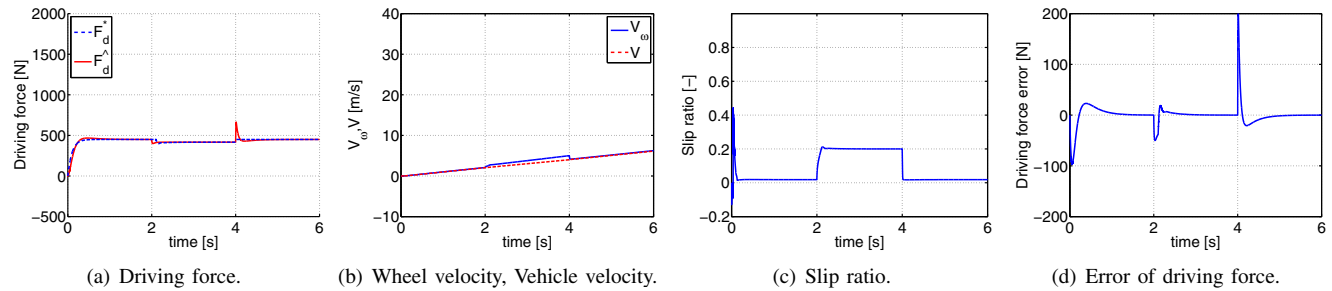 2000
1500
1000
500
0
-500
Driving force [N]
F_d^*
F_d^^
0 2 4 6
time [s]
(a) Driving force.
40
30
20
10
0
-10
V_ω,V [m/s]
V_ω
V
0 2 4 6
time [s]
(b) Wheel velocity, Vehicle velocity.
0.8
0.6
0.4
0.2
0
-0.2
Slip ratio [-]
0 2 4 6
time [s]
(c) Slip ratio.
200
100
0
-100
-200
Driving force error [N]
0 2 4 6
time [s]
(d) Error of driving force.